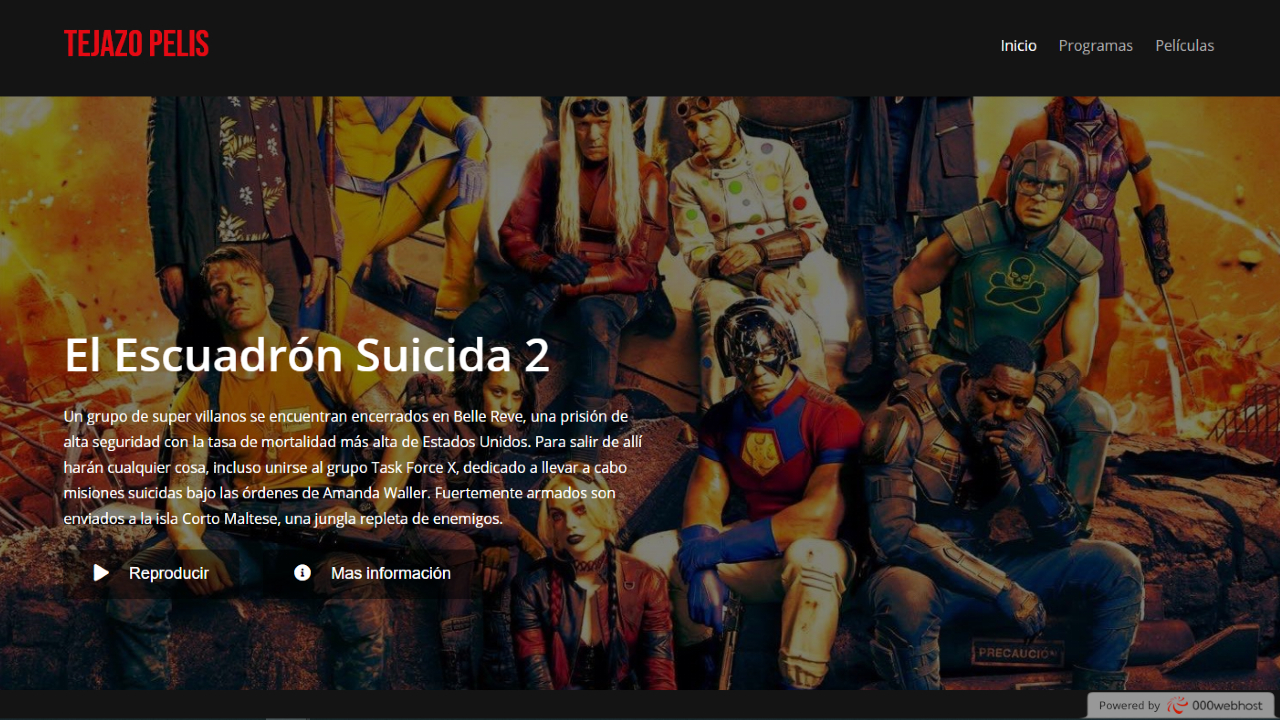 TEJAZO PELIS
Inicio Programas Películas
El Escuadrón Suicida 2
Un grupo de super villanos se encuentran encerrados en Belle Reve, una prisión de
alta seguridad con la tasa de mortalidad más alta de Estados Unidos. Para salir de allí
harán cualquier cosa, incluso unirse al grupo Task Force X, dedicado a llevar a cabo
misiones suicidas bajo las órdenes de Amanda Waller. Fuertemente armados son
enviados a la isla Corto Maltese, una jungla repleta de enemigos.
Reproducir Mas información
PRECAUCIÓN
Powered by 000webhost